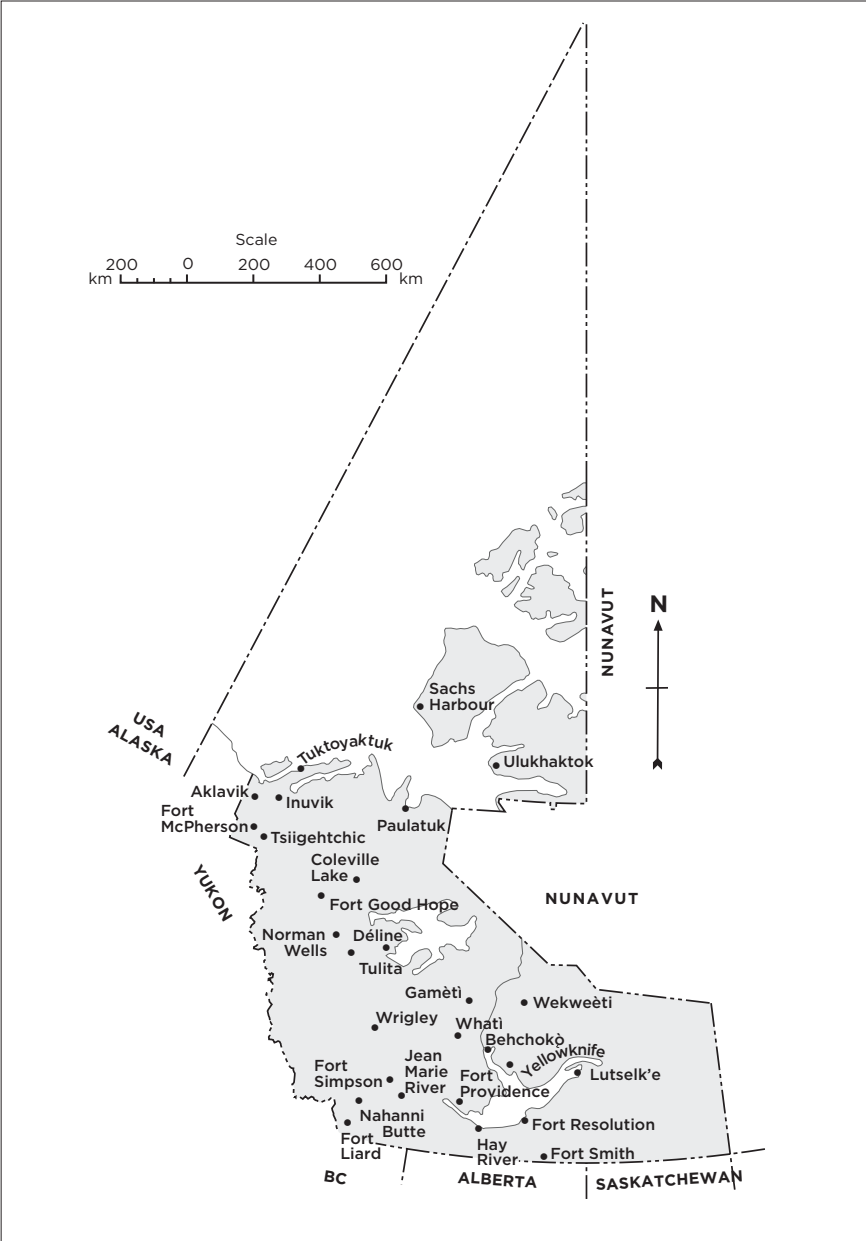 Scale
200 0 200 400 600
km km
N
NUNAVUT
Sachs
Harbour
USA
ALASKA
Tuktoyaktuk
Ulukhaktok
Aklavik
Inuvik
Fort
McPherson
Paulatuk
Tsiigehtchic
Coleville
Lake
YUKON
Fort Good Hope
NUNAVUT
Norman
Wells
Déline
Tulita
Gamètì
Wekweèti
Wrigley
Whatì
Behchokò
Yellowknife
Jean
Marie
River
Fort
Simpson
Fort
Providence
Lutselk'e
Nahanni
Butte
Fort Resolution
Fort
Liard
Hay
River
Fort Smith
BC
ALBERTA
SASKATCHEWAN